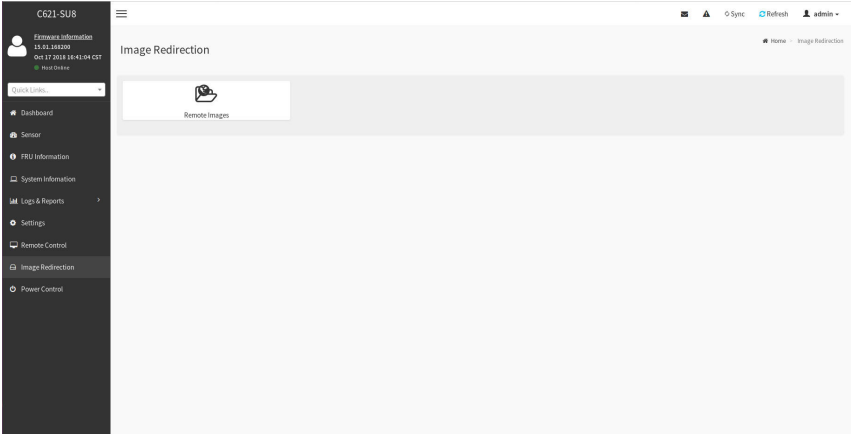 C621-SU8
Sync
Refresh
admin
Firmware Information
15.01.168200
Oct 17 2018 16:41:04 CST
Host Online
Home - Image Redirection
Image Redirection
Quick Links..
Remote Images
Dashboard
Sensor
FRU Information
System Infomation
Logs & Reports
Settings
Remote Control
Image Redirection
Power Control